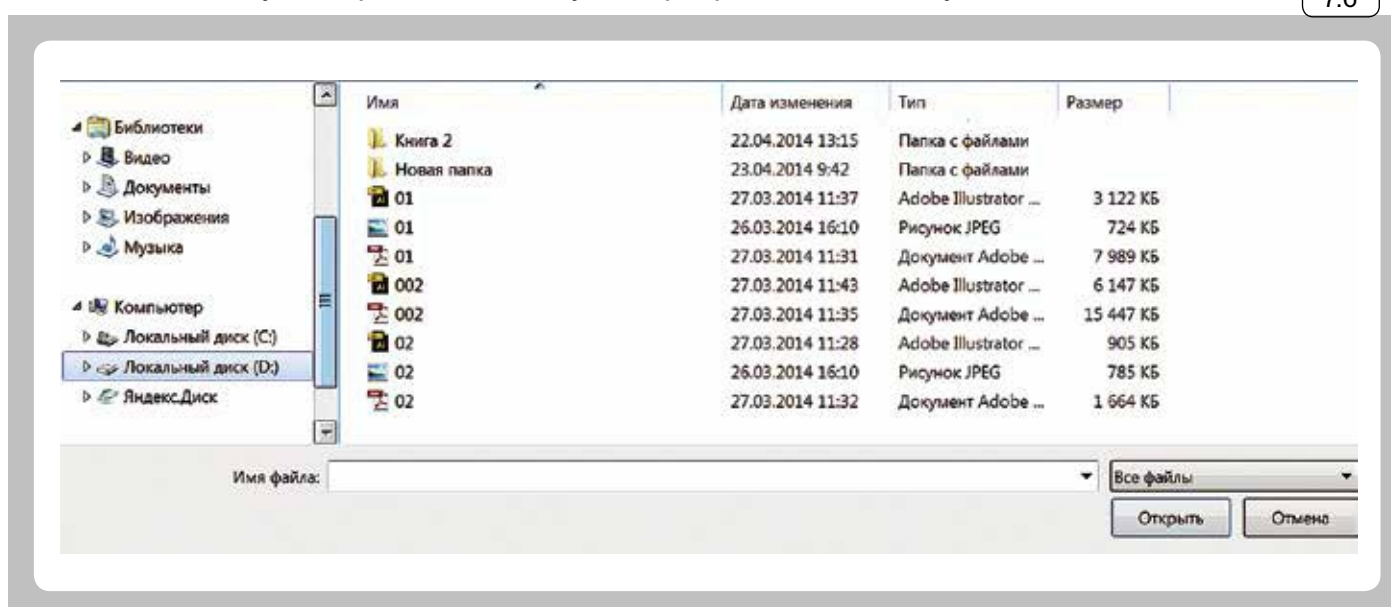 Имя Дата изменения Тип Размер
Библиотеки
Видео
Документы
Изображения
Музыка
Компьютер
Локальный диск (C:)
Локальный диск (D:)
Яндекс.Диск
Книга 2 22.04.2014 13:15 Папка с файлами
Новая папка 23.04.2014 9:42 Папка с файлами
01 27.03.2014 11:37 Adobe Illustrator ... 3 122 КБ
01 26.03.2014 16:10 Рисунок JPEG 724 КБ
01 27.03.2014 11:31 Документ Adobe ... 7 989 КБ
002 27.03.2014 11:43 Adobe Illustrator ... 6 147 КБ
002 27.03.2014 11:35 Документ Adobe ... 15 447 КБ
02 27.03.2014 11:28 Adobe Illustrator ... 905 КБ
02 26.03.2014 16:10 Рисунок JPEG 785 КБ
02 27.03.2014 11:32 Документ Adobe ... 1 664 КБ
Имя файла: Все файлы
Открыть Отмена